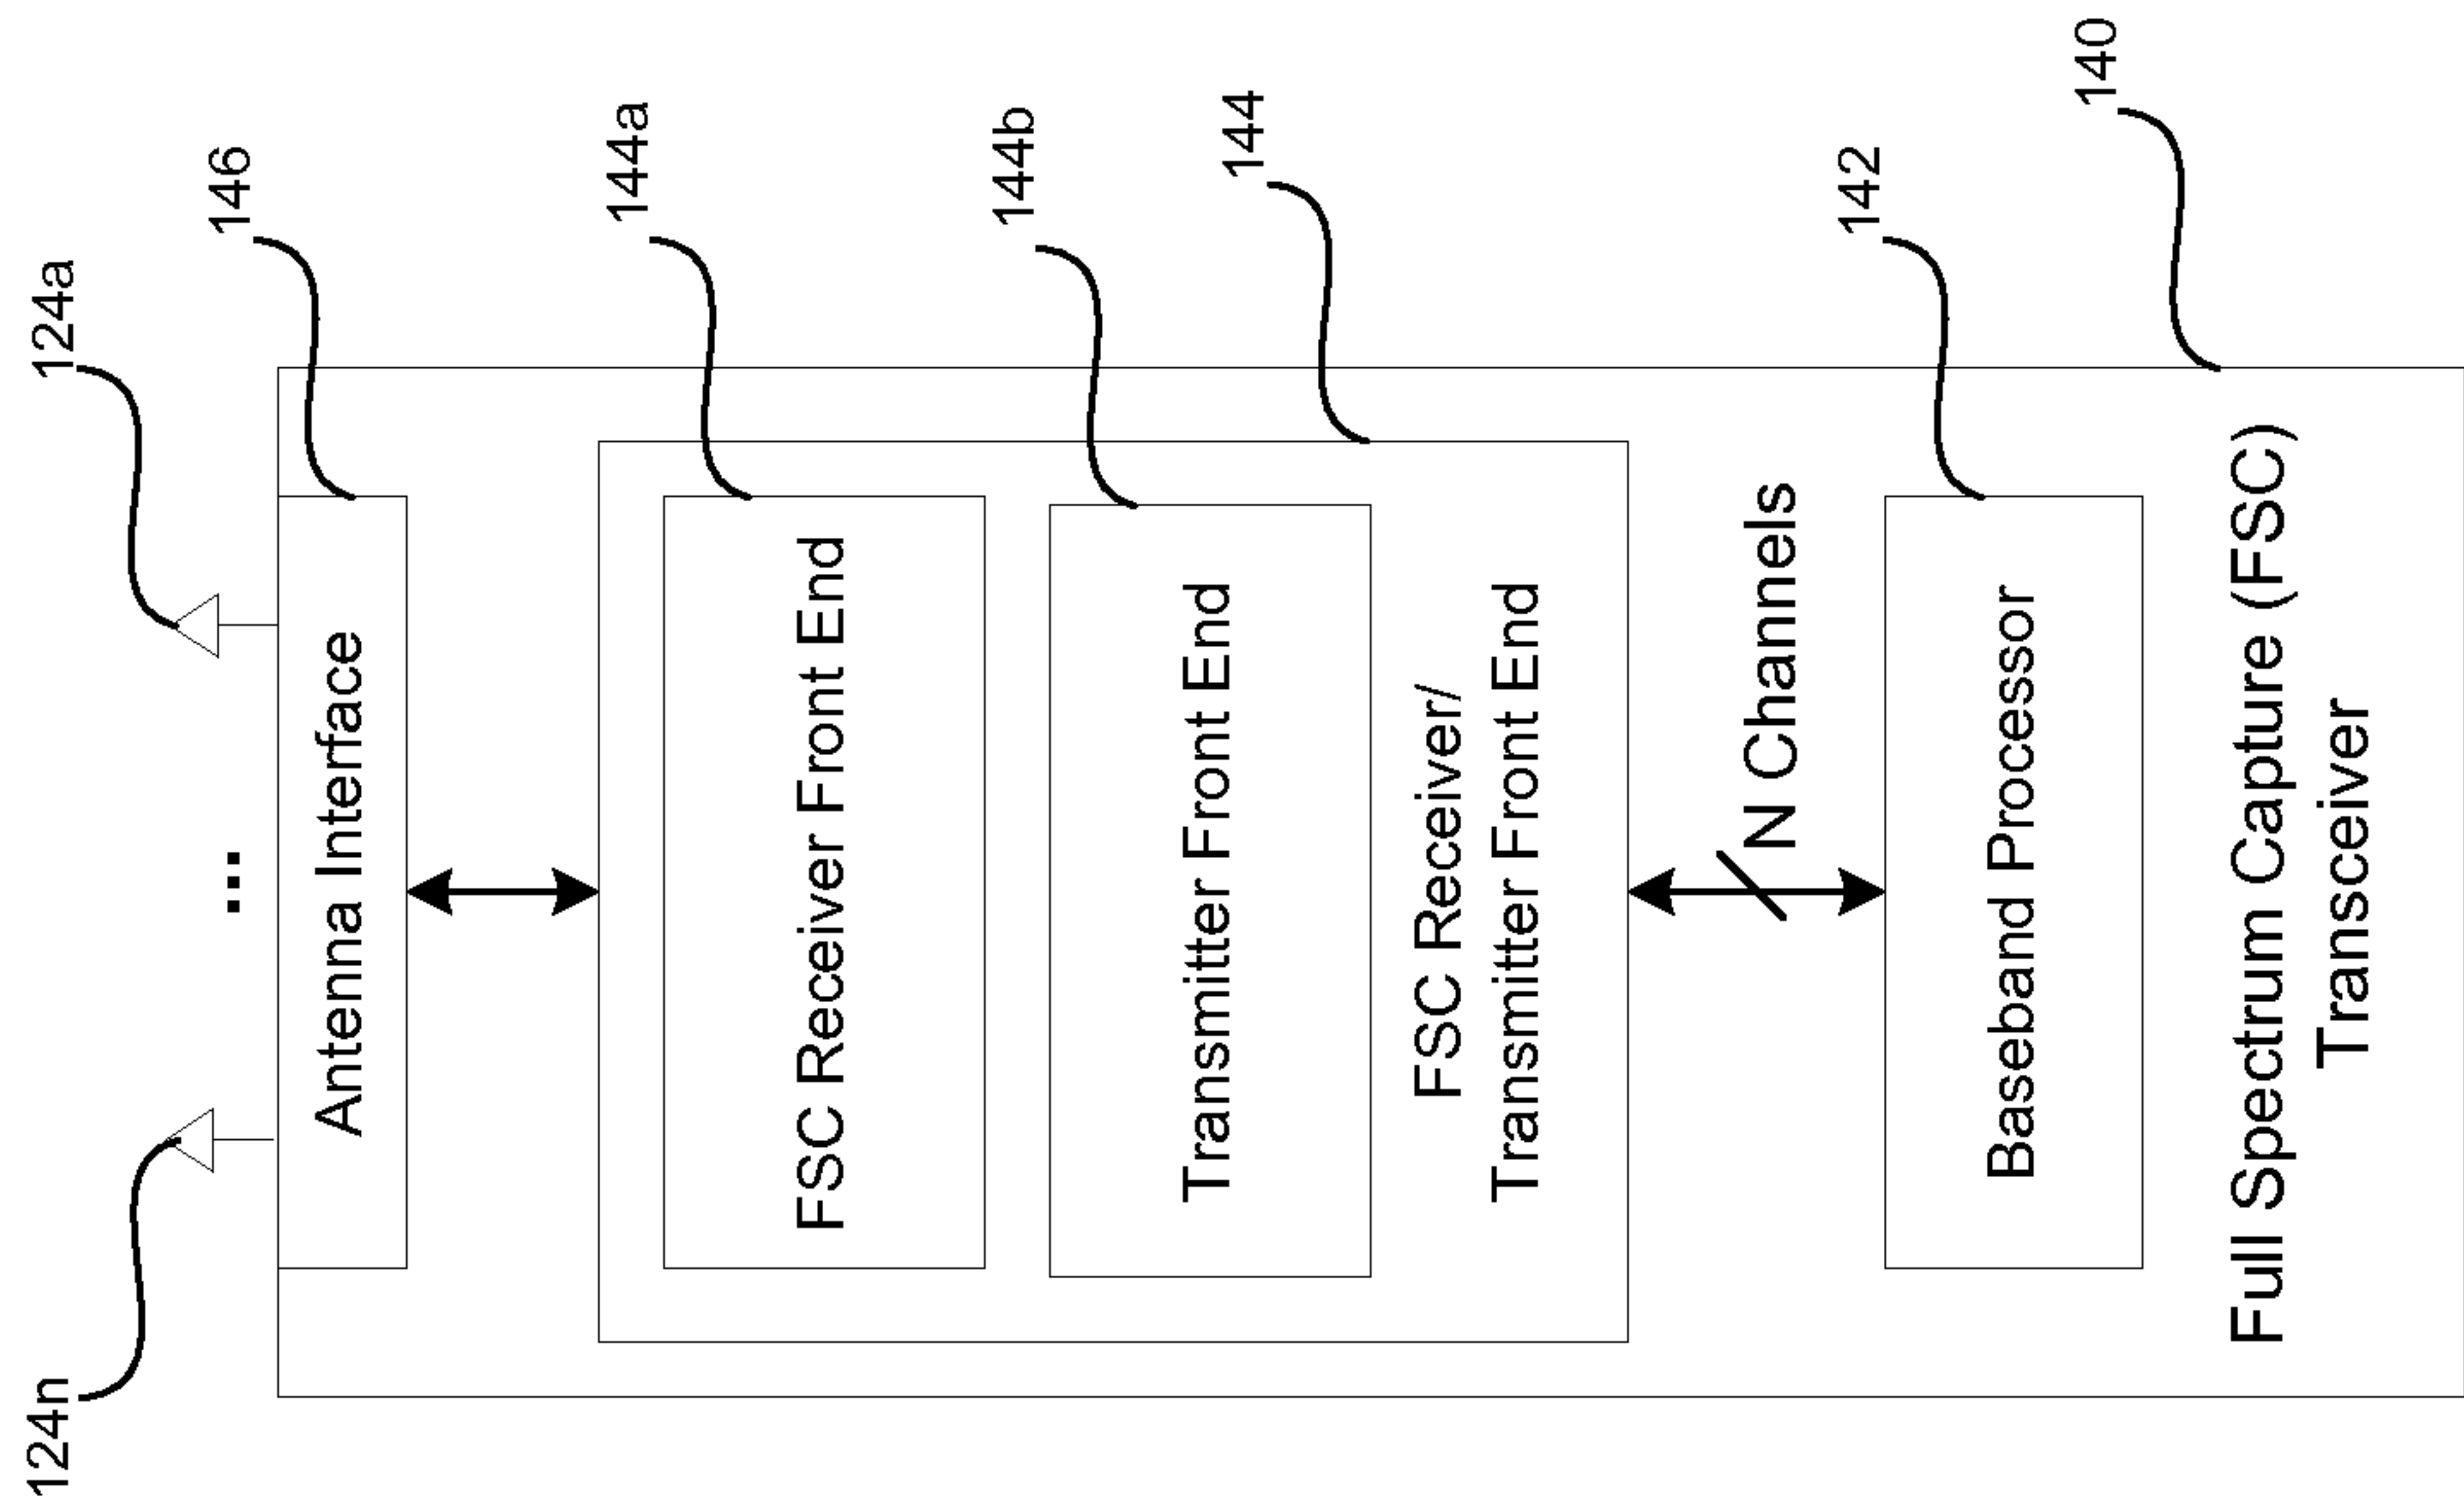 124n
124a
...
146
Antenna Interface
144a
FSC Receiver Front End
144b
Transmitter Front End
144
FSC Receiver/
Transmitter Front End
N Channels
142
Baseband Processor
140
Full Spectrum Capture (FSC)
Transceiver